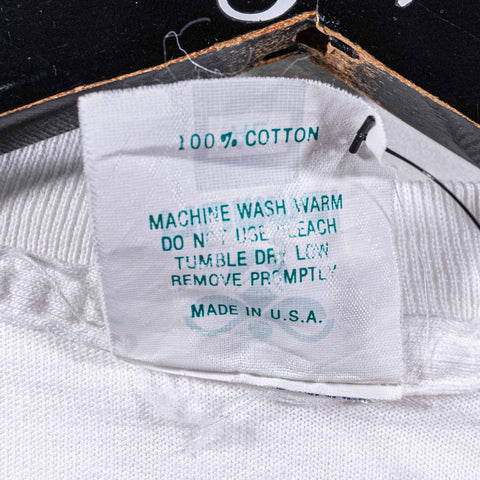 100% COTTON
MACHINE WASH WARM
DO NOT USE BLEACH
TUMBLE DRY LOW
REMOVE PROMPTLY
MADE IN U.S.A.